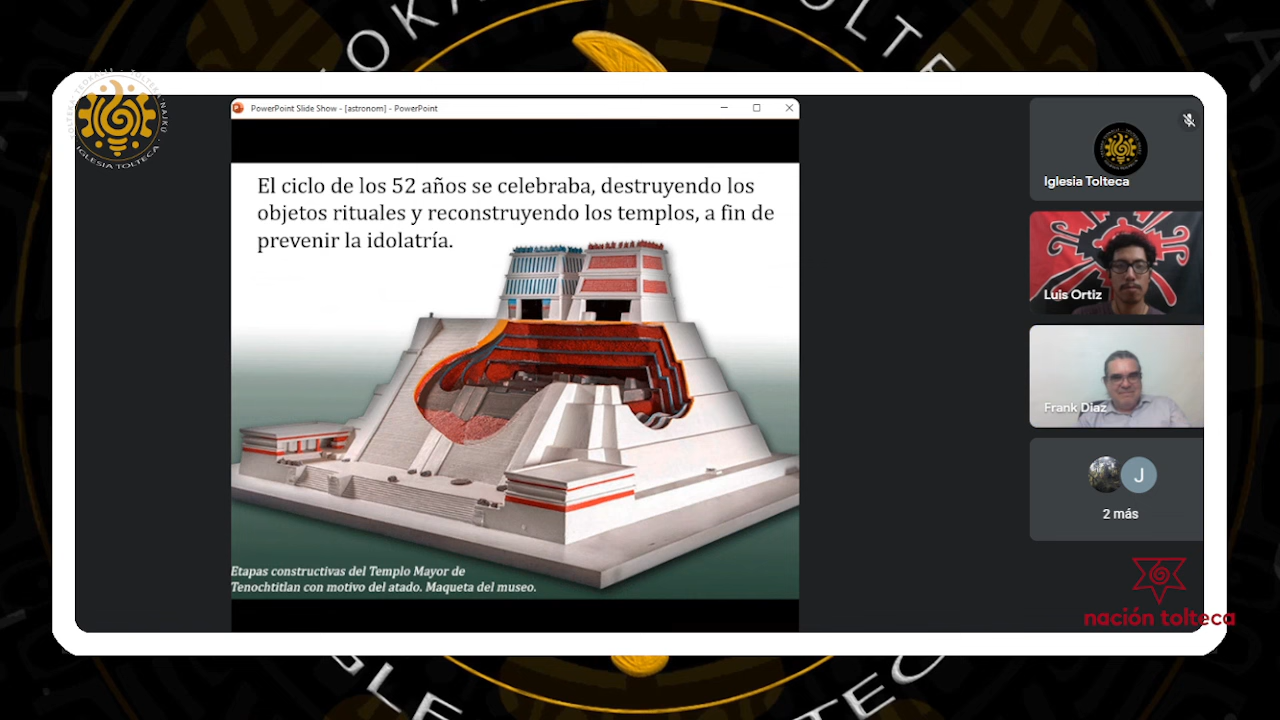 PowerPoint Slide Show - [astronom] - PowerPoint
El ciclo de los 52 años se celebraba, destruyendo los
objetos rituales y reconstruyendo los templos, a fin de
prevenir la idolatría.
Etapas constructivas del Templo Mayor de
Tenochtitlan con motivo del atado. Maqueta del museo.
IGLESIA TOLTECA
Iglesia Tolteca
Luis Ortiz
Frank Diaz
J
2 más
nación tolteca